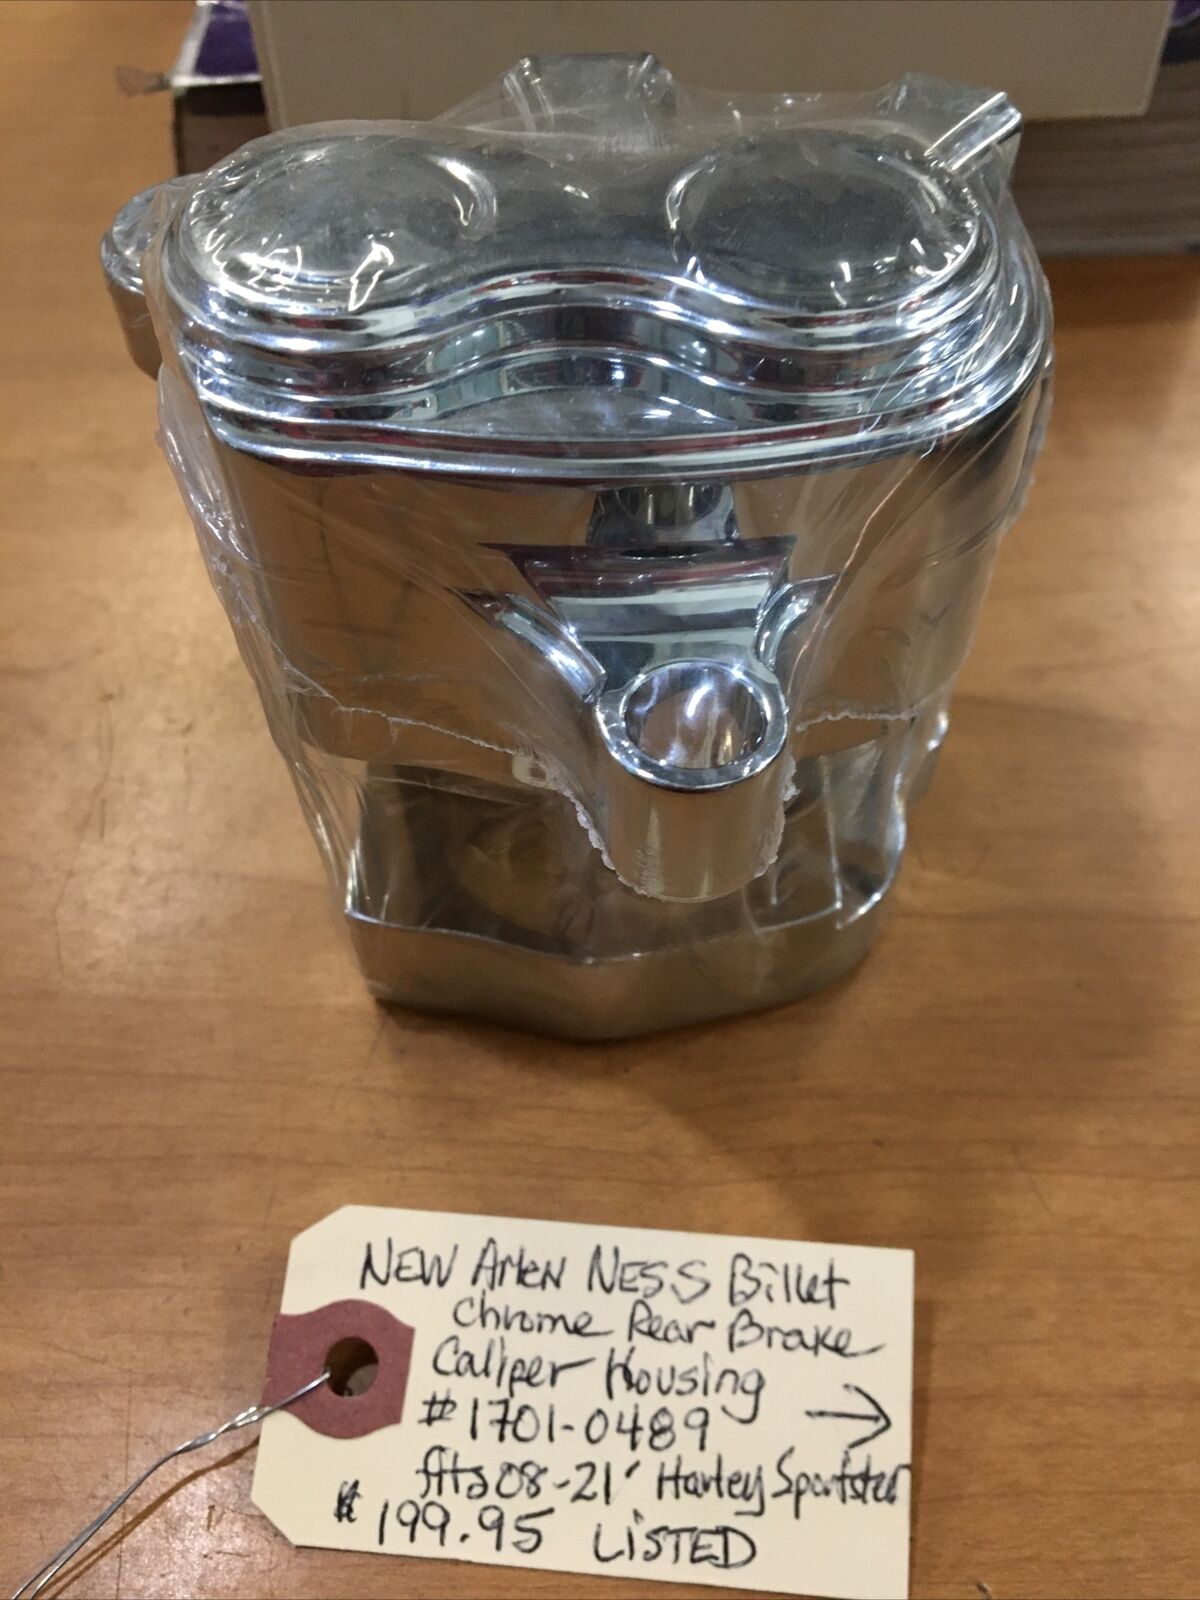 NEW Arlen NESS Billet
Chrome Rear Brake
Caliper Housing
#1701-0489 →
fits 08-21' Harley Sportster
$199.95 LISTED